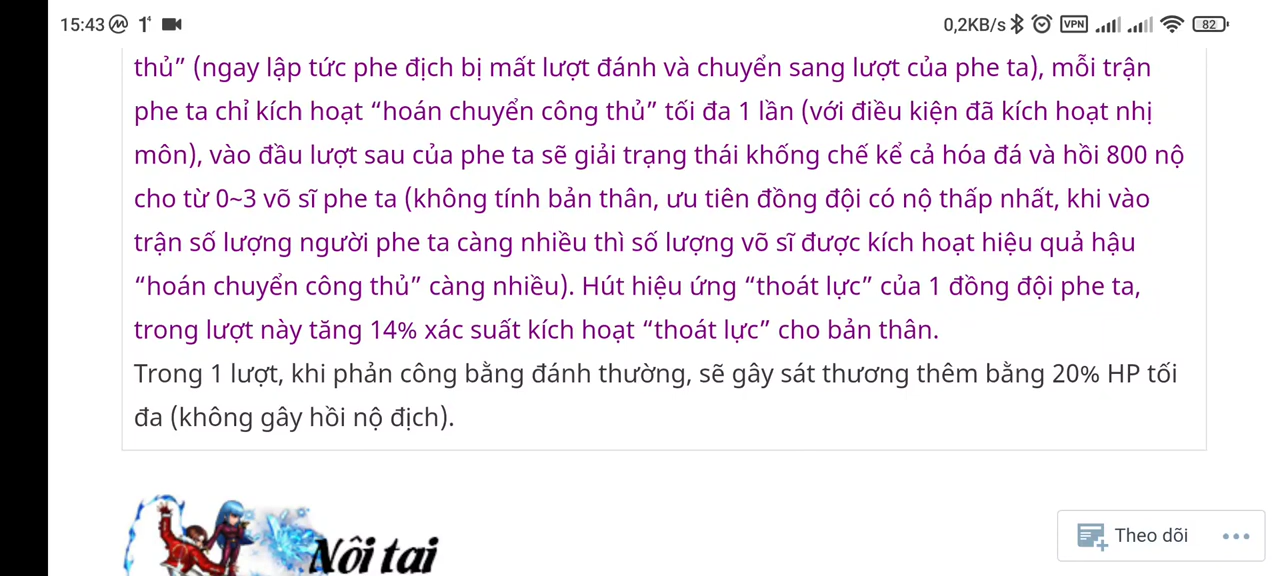 15:43
0,2KB/s VPN 82
thủ” (ngay lập tức phe địch bị mất lượt đánh và chuyển sang lượt của phe ta), mỗi trận
phe ta chỉ kích hoạt “hoán chuyển công thủ” tối đa 1 lần (với điều kiện đã kích hoạt nhị
môn), vào đầu lượt sau của phe ta sẽ giải trạng thái khống chế kể cả hóa đá và hồi 800 nộ
cho từ 0~3 võ sĩ phe ta (không tính bản thân, ưu tiên đồng đội có nộ thấp nhất, khi vào
trận số lượng người phe ta càng nhiều thì số lượng võ sĩ được kích hoạt hiệu quả hậu
“hoán chuyển công thủ” càng nhiều). Hút hiệu ứng “thoát lực” của 1 đồng đội phe ta,
trong lượt này tăng 14% xác suất kích hoạt “thoát lực” cho bản thân.
Trong 1 lượt, khi phản công bằng đánh thường, sẽ gây sát thương thêm bằng 20% HP tối
đa (không gây hồi nộ địch).
Nội tại
Theo dõi